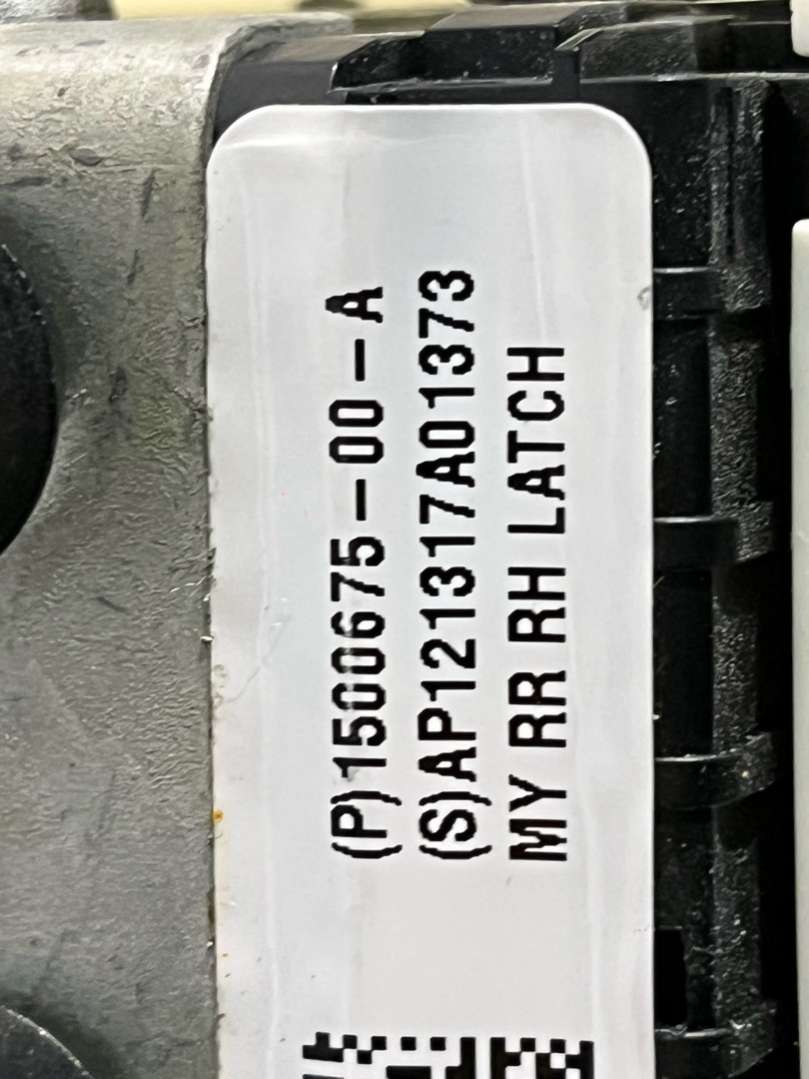 (P)1500675-00-A
(S)AP121317A01373
MY RR RH LATCH